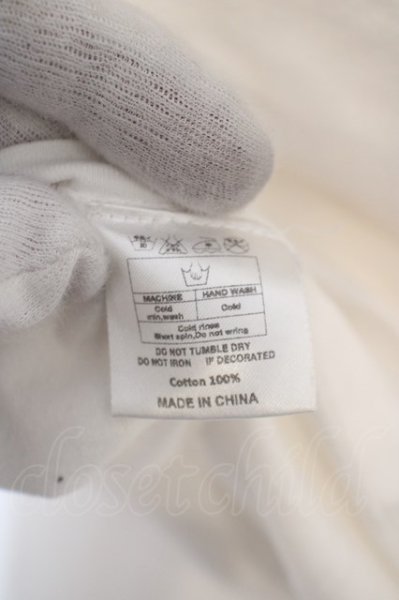 MACHINE HAND WASH
Cold Cold
min,wash
Cold rinse
Short spin,Do not wring
DO NOT TUMBLE DRY
DO NOT IRON IF DECORATED
Cotton 100%
MADE IN CHINA
closetchild